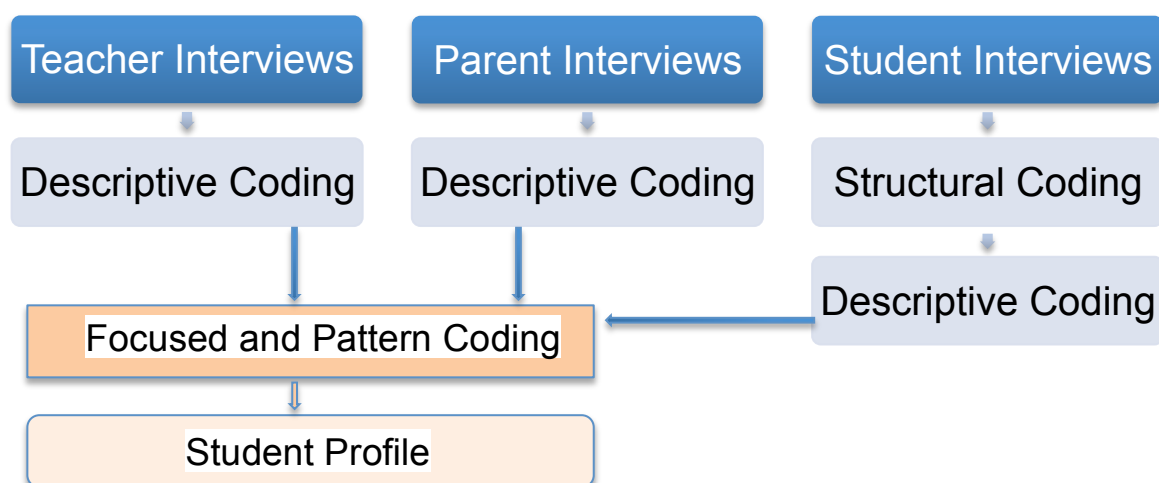 Teacher Interviews
Parent Interviews
Student Interviews
Descriptive Coding
Descriptive Coding
Structural Coding
Descriptive Coding
Focused and Pattern Coding
Student Profile